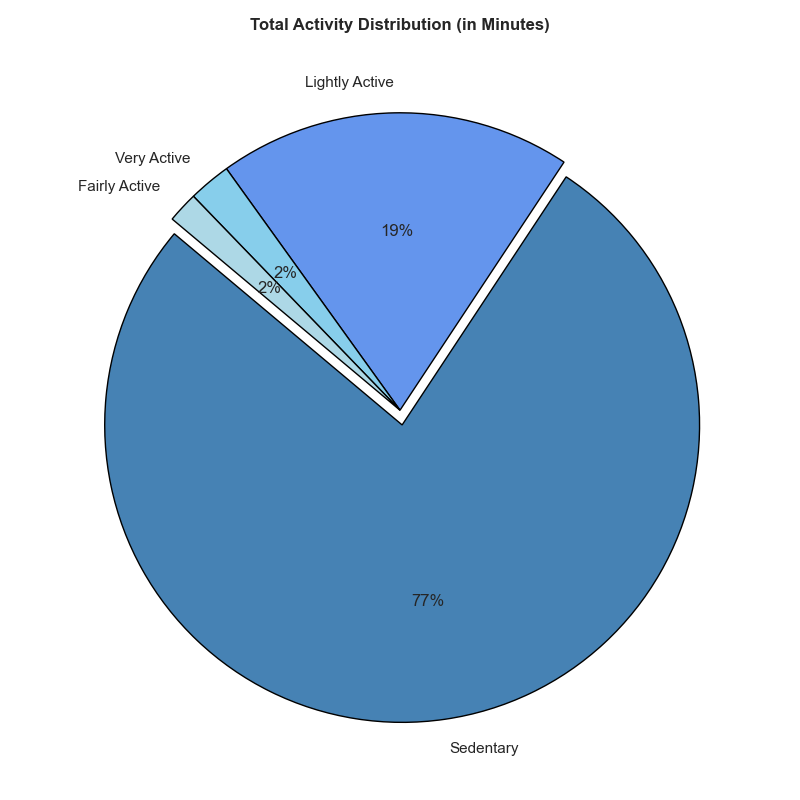 Total Activity Distribution (in Minutes)
Lightly Active
Very Active
Fairly Active
19%
2%
2%
77%
Sedentary